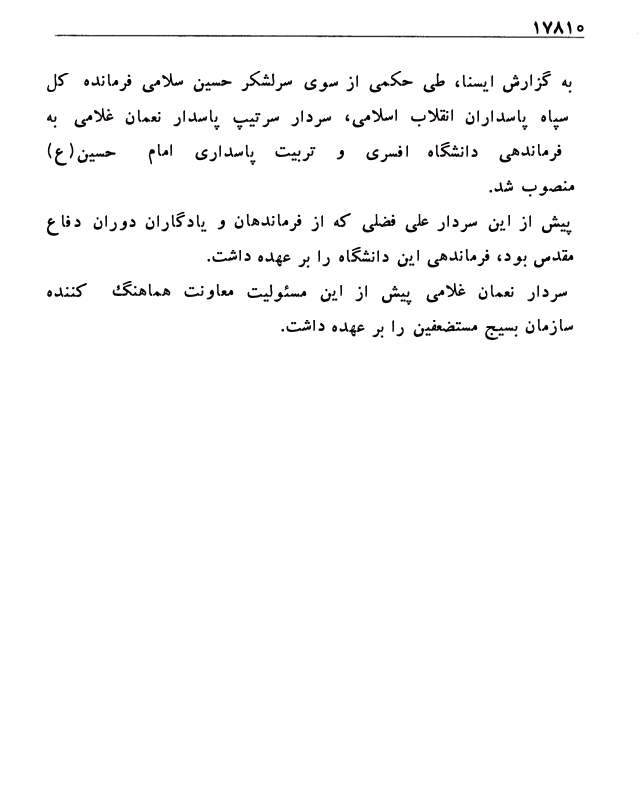 ۱۷۸۱۰
به گزارش ایسنا، طی حکمی از سوی سرلشکر حسین سلامی فرمانده کل
سپاه پاسداران انقلاب اسلامی، سردار سرتیپ پاسدار نعمان غلامی به
فرماندهی دانشگاه افسری و تربیت پاسداری امام حسین(ع)
منصوب شد.
پیش از این سردار علی فضلی که از فرماندهان و یادگاران دوران دفاع
مقدس بود، فرماندهی این دانشگاه را بر عهده داشت.
سردار نعمان غلامی پیش از این مسئولیت معاونت هماهنگ کننده
سازمان بسیج مستضعفین را بر عهده داشت.